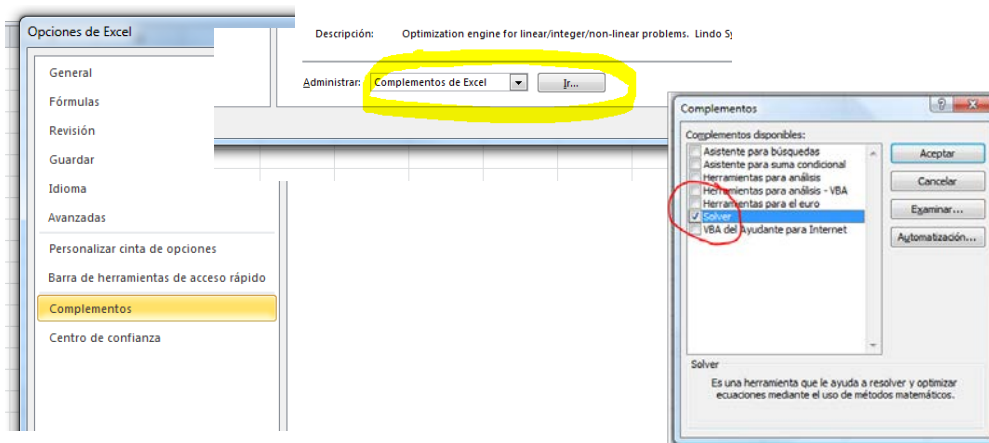 Opciones de Excel
General
Fórmulas
Revisión
Guardar
Idioma
Avanzadas
Personalizar cinta de opciones
Barra de herramientas de acceso rápido
Complementos
Centro de confianza
Descripción: Optimization engine for linear/integer/non-linear problems. Lindo Sy
Administrar: Complementos de Excel Ir...
Complementos
Complementos disponibles:
Asistente para búsquedas
Asistente para suma condicional
Herramientas para análisis
Herramientas para análisis - VBA
Herramientas para el euro
Solver
VBA del Ayudante para Internet
Aceptar
Cancelar
Examinar...
Automatización...
Solver
Es una herramienta que le ayuda a resolver y optimizar
ecuaciones mediante el uso de métodos matemáticos.